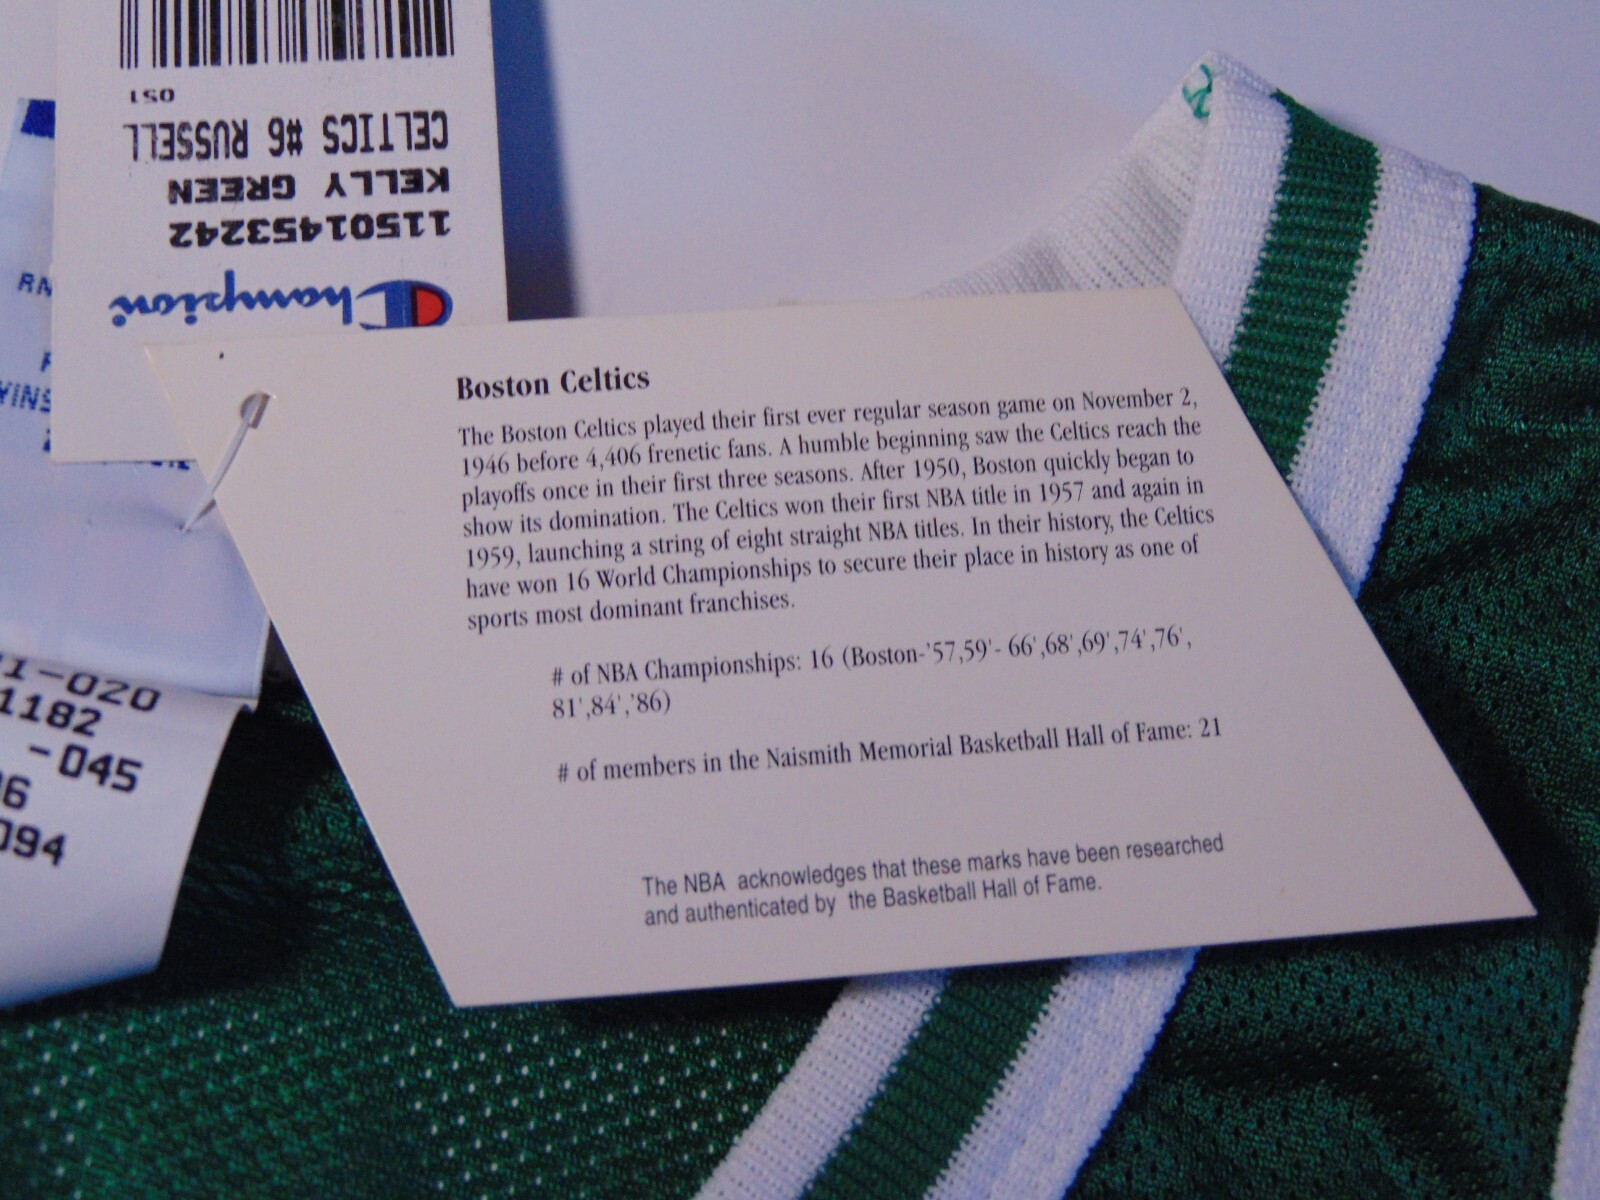 051
CELTICS #6 RUSSELL
KELLY GREEN
11501453242
Champion
Boston Celtics
The Boston Celtics played their first ever regular season game on November 2,
1946 before 4,406 frenetic fans. A humble beginning saw the Celtics reach the
playoffs once in their first three seasons. After 1950, Boston quickly began to
show its domination. The Celtics won their first NBA title in 1957 and again in
1959, launching a string of eight straight NBA titles. In their history, the Celtics
have won 16 World Championships to secure their place in history as one of
sports most dominant franchises.
# of NBA Championships: 16 (Boston-'57,59'- 66',68',69',74',76',
81',84','86)
# of members in the Naismith Memorial Basketball Hall of Fame: 21
The NBA acknowledges that these marks have been researched
and authenticated by the Basketball Hall of Fame.
RN
1-020
1182
-045
6
094